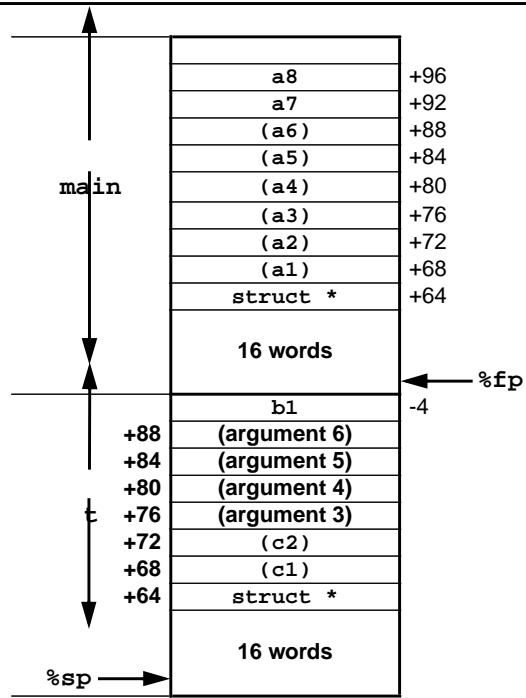 a8 +96
a7 +92
(a6) +88
(a5) +84
main (a4) +80
(a3) +76
(a2) +72
(a1) +68
struct * +64
16 words
%fp
b1 -4
+88 (argument 6)
+84 (argument 5)
+80 (argument 4)
t +76 (argument 3)
+72 (c2)
+68 (c1)
+64 struct *
16 words
%sp